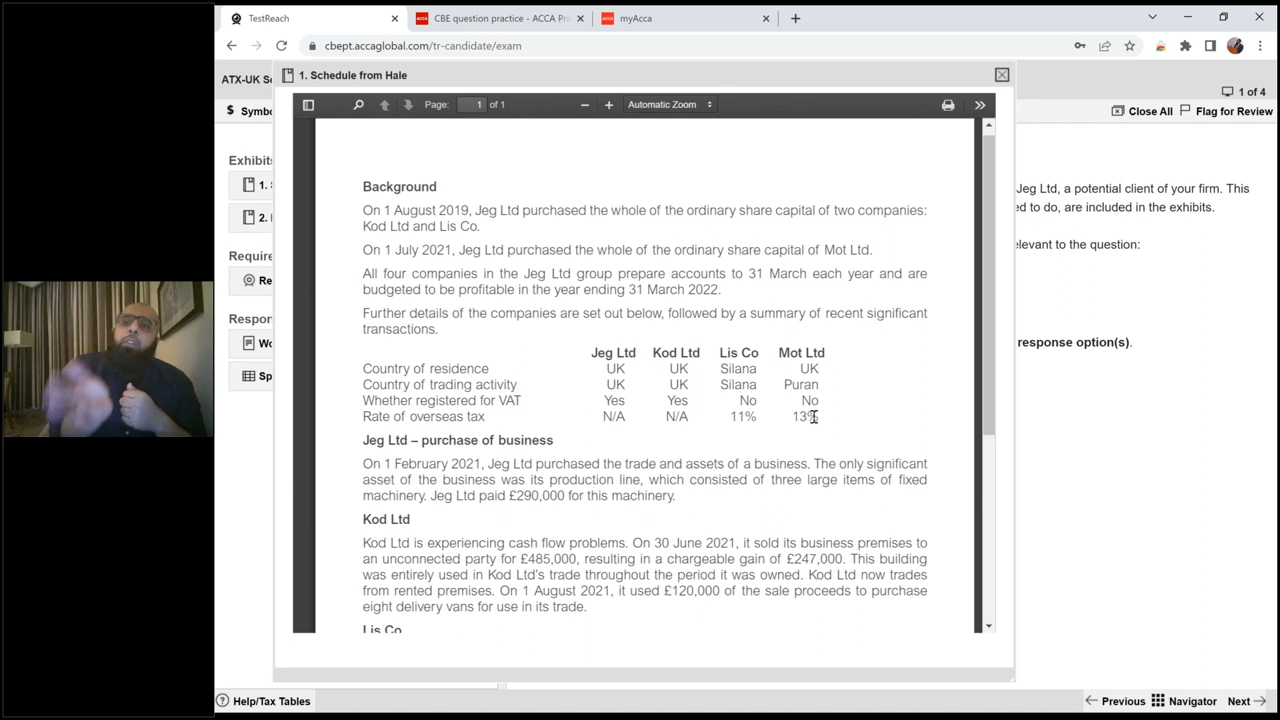 TestReach
CBE question practice - ACCA Pr
myAcca
cbept.accaglobal.com/tr-candidate/exam
ATX-UK Se
1. Schedule from Hale
1 of 4
$ Symbo
Page: 1 of 1
Automatic Zoom
Close All
Flag for Review
Exhibits
1. S
2.
Require
Re
Respon
Wo
Sp
Jeg Ltd, a potential client of your firm. This
ed to do, are included in the exhibits.
elevant to the question:
response option(s).
Background
On 1 August 2019, Jeg Ltd purchased the whole of the ordinary share capital of two companies:
Kod Ltd and Lis Co.
On 1 July 2021, Jeg Ltd purchased the whole of the ordinary share capital of Mot Ltd.
All four companies in the Jeg Ltd group prepare accounts to 31 March each year and are
budgeted to be profitable in the year ending 31 March 2022.
Further details of the companies are set out below, followed by a summary of recent significant
transactions.
Jeg Ltd Kod Ltd Lis Co Mot Ltd
Country of residence UK UK Silana UK
Country of trading activity UK UK Silana Puran
Whether registered for VAT Yes Yes No No
Rate of overseas tax N/A N/A 11% 13%
Jeg Ltd – purchase of business
On 1 February 2021, Jeg Ltd purchased the trade and assets of a business. The only significant
asset of the business was its production line, which consisted of three large items of fixed
machinery. Jeg Ltd paid £290,000 for this machinery.
Kod Ltd
Kod Ltd is experiencing cash flow problems. On 30 June 2021, it sold its business premises to
an unconnected party for £485,000, resulting in a chargeable gain of £247,000. This building
was entirely used in Kod Ltd's trade throughout the period it was owned. Kod Ltd now trades
from rented premises. On 1 August 2021, it used £120,000 of the sale proceeds to purchase
eight delivery vans for use in its trade.
Lis Co
Help/Tax Tables
Previous
Navigator
Next